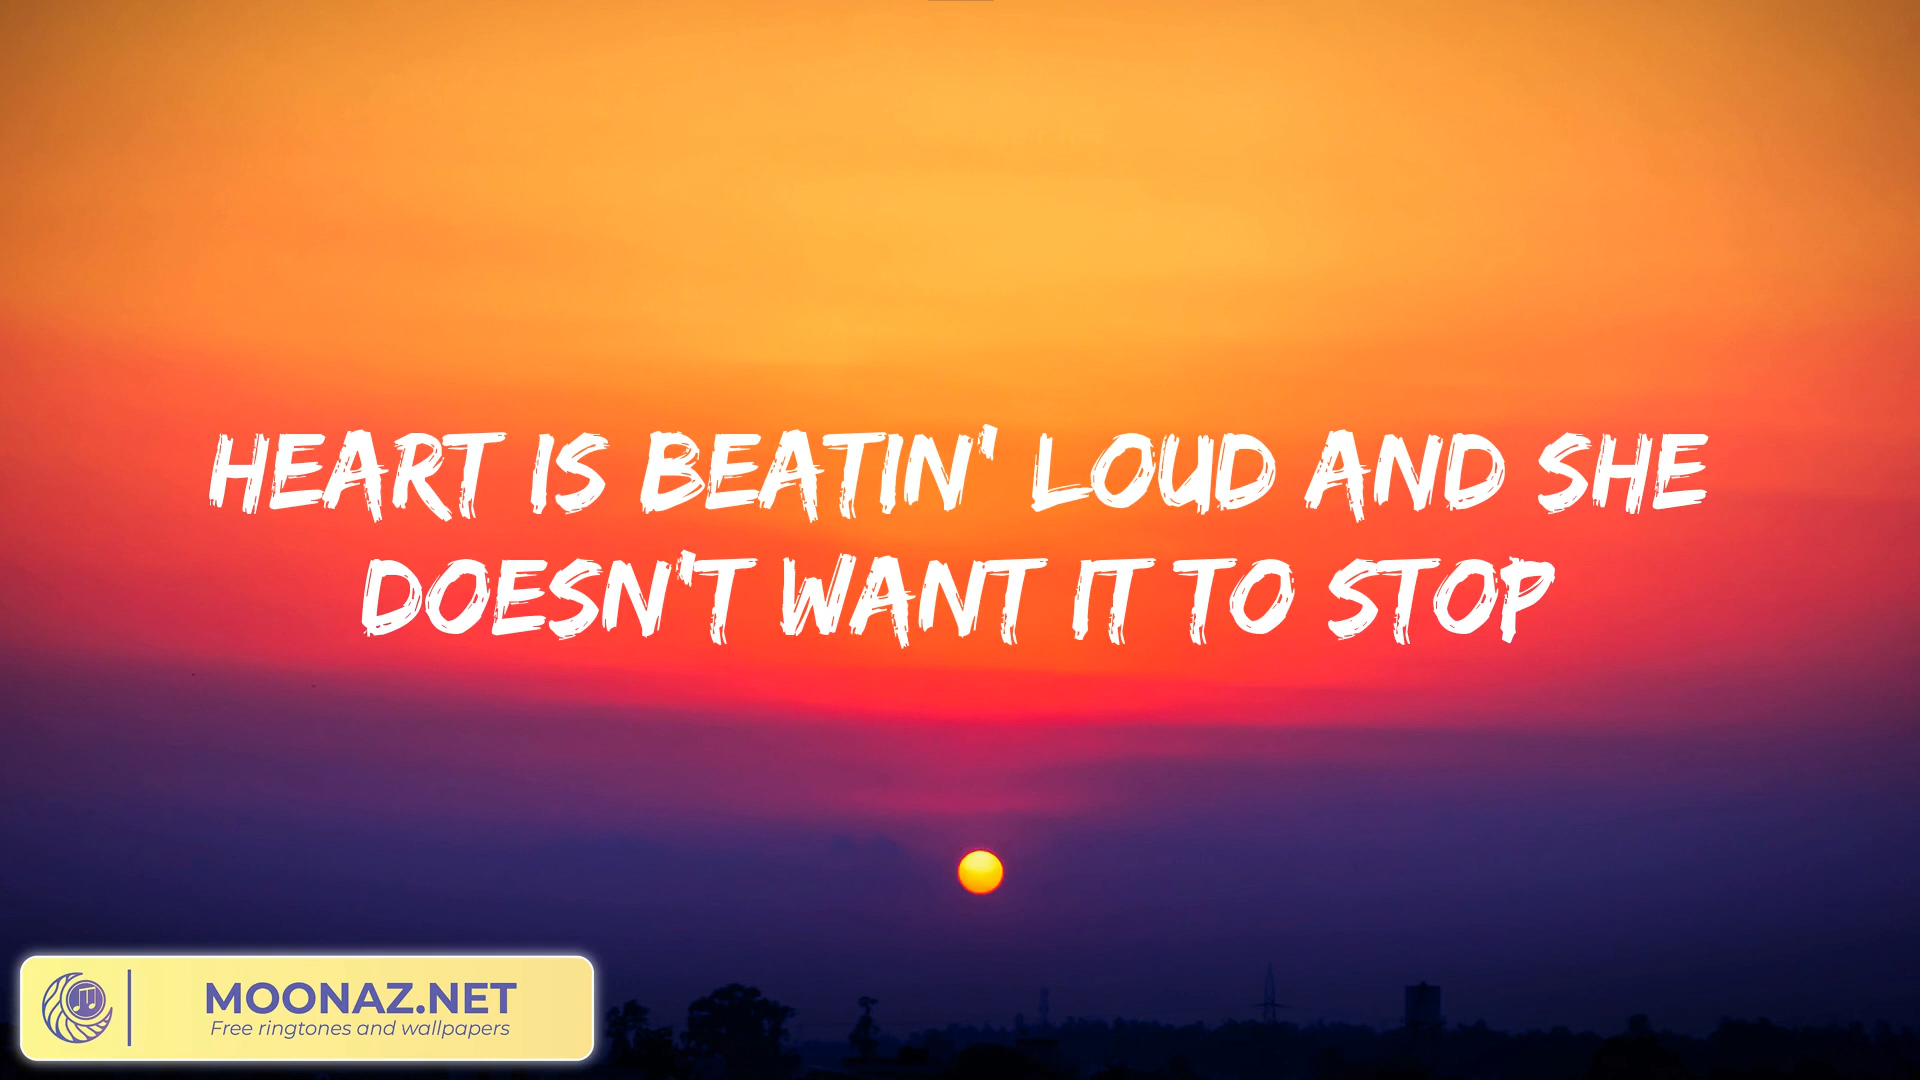 HEART IS BEATIN' LOUD AND SHE
DOESN'T WANT IT TO STOP
MOONAZ.NET
Free ringtones and wallpapers